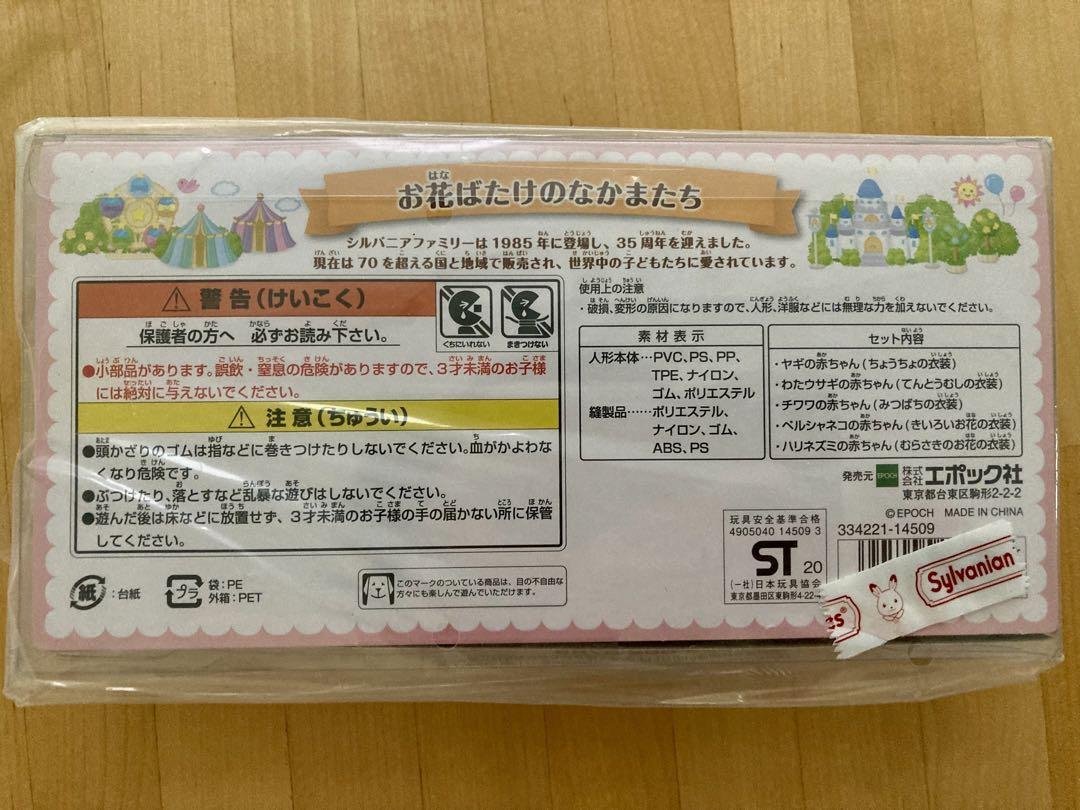 お花ばたけのなかまたち
シルバニアファミリーは1985年に登場し、35周年を迎えました。
現在は70を超える国と地域で販売され、世界中の子どもたちに愛されています。
警告(けいこく)
保護者の方へ 必ずお読み下さい。
くちにいれない
まきつけない
●小部品があります。誤飲・窒息の危険がありますので、3才未満のお子様
には絶対に与えないでください。
注意(ちゅうい)
●頭かざりのゴムは指などに巻きつけたりしないでください。血がかよわな
くなり危険です。
●ぶつけたり、落とすなど乱暴な遊びはしないでください。
●遊んだ後は床などに放置せず、3才未満のお子様の手の届かない所に保管
してください。
使用上の注意
・破損、変形の原因になりますので、人形、洋服などには無理な力を加えないでください。
素材表示
人形本体…PVC、PS、PP、
TPE、ナイロン、
ゴム、ポリエステル
縫製品……ポリエステル、
ナイロン、ゴム、
ABS、PS
セット内容
・ヤギの赤ちゃん(ちょうちょの衣装)
・わたウサギの赤ちゃん(てんとうむしの衣装)
・チワワの赤ちゃん(みつばちの衣装)
・ペルシャネコの赤ちゃん(きいろいお花の衣装)
・ハリネズミの赤ちゃん(むらさきのお花の衣装)
発売元 EPOCH 株式会社 エポック社
東京都台東区駒形2-2-2
©EPOCH MADE IN CHINA
334221-14509
玩具安全基準合格
4905040 14509 3
ST 20
(一社)日本玩具協会
東京都墨田区東駒形4-22-
紙 :台紙
プラ 袋:PE
外箱:PET
このマークのついている商品は、目の不自由な
方々にも楽しんで遊んでいただけます。
es®
Sylvanian